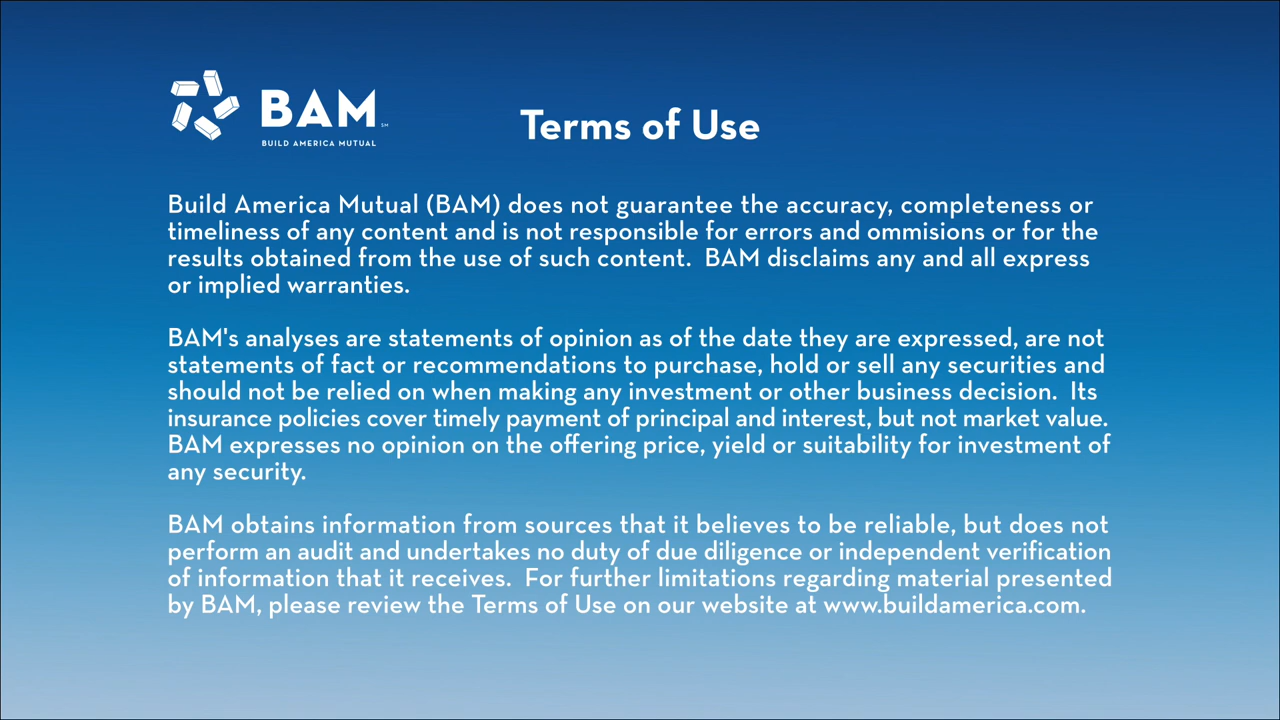 BAM
SM
BUILD AMERICA MUTUAL
Terms of Use
Build America Mutual (BAM) does not guarantee the accuracy, completeness or
timeliness of any content and is not responsible for errors and ommisions or for the
results obtained from the use of such content.  BAM disclaims any and all express
or implied warranties.
BAM's analyses are statements of opinion as of the date they are expressed, are not
statements of fact or recommendations to purchase, hold or sell any securities and
should not be relied on when making any investment or other business decision.  Its
insurance policies cover timely payment of principal and interest, but not market value.
BAM expresses no opinion on the offering price, yield or suitability for investment of
any security.
BAM obtains information from sources that it believes to be reliable, but does not
perform an audit and undertakes no duty of due diligence or independent verification
of information that it receives.  For further limitations regarding material presented
by BAM, please review the Terms of Use on our website at www.buildamerica.com.